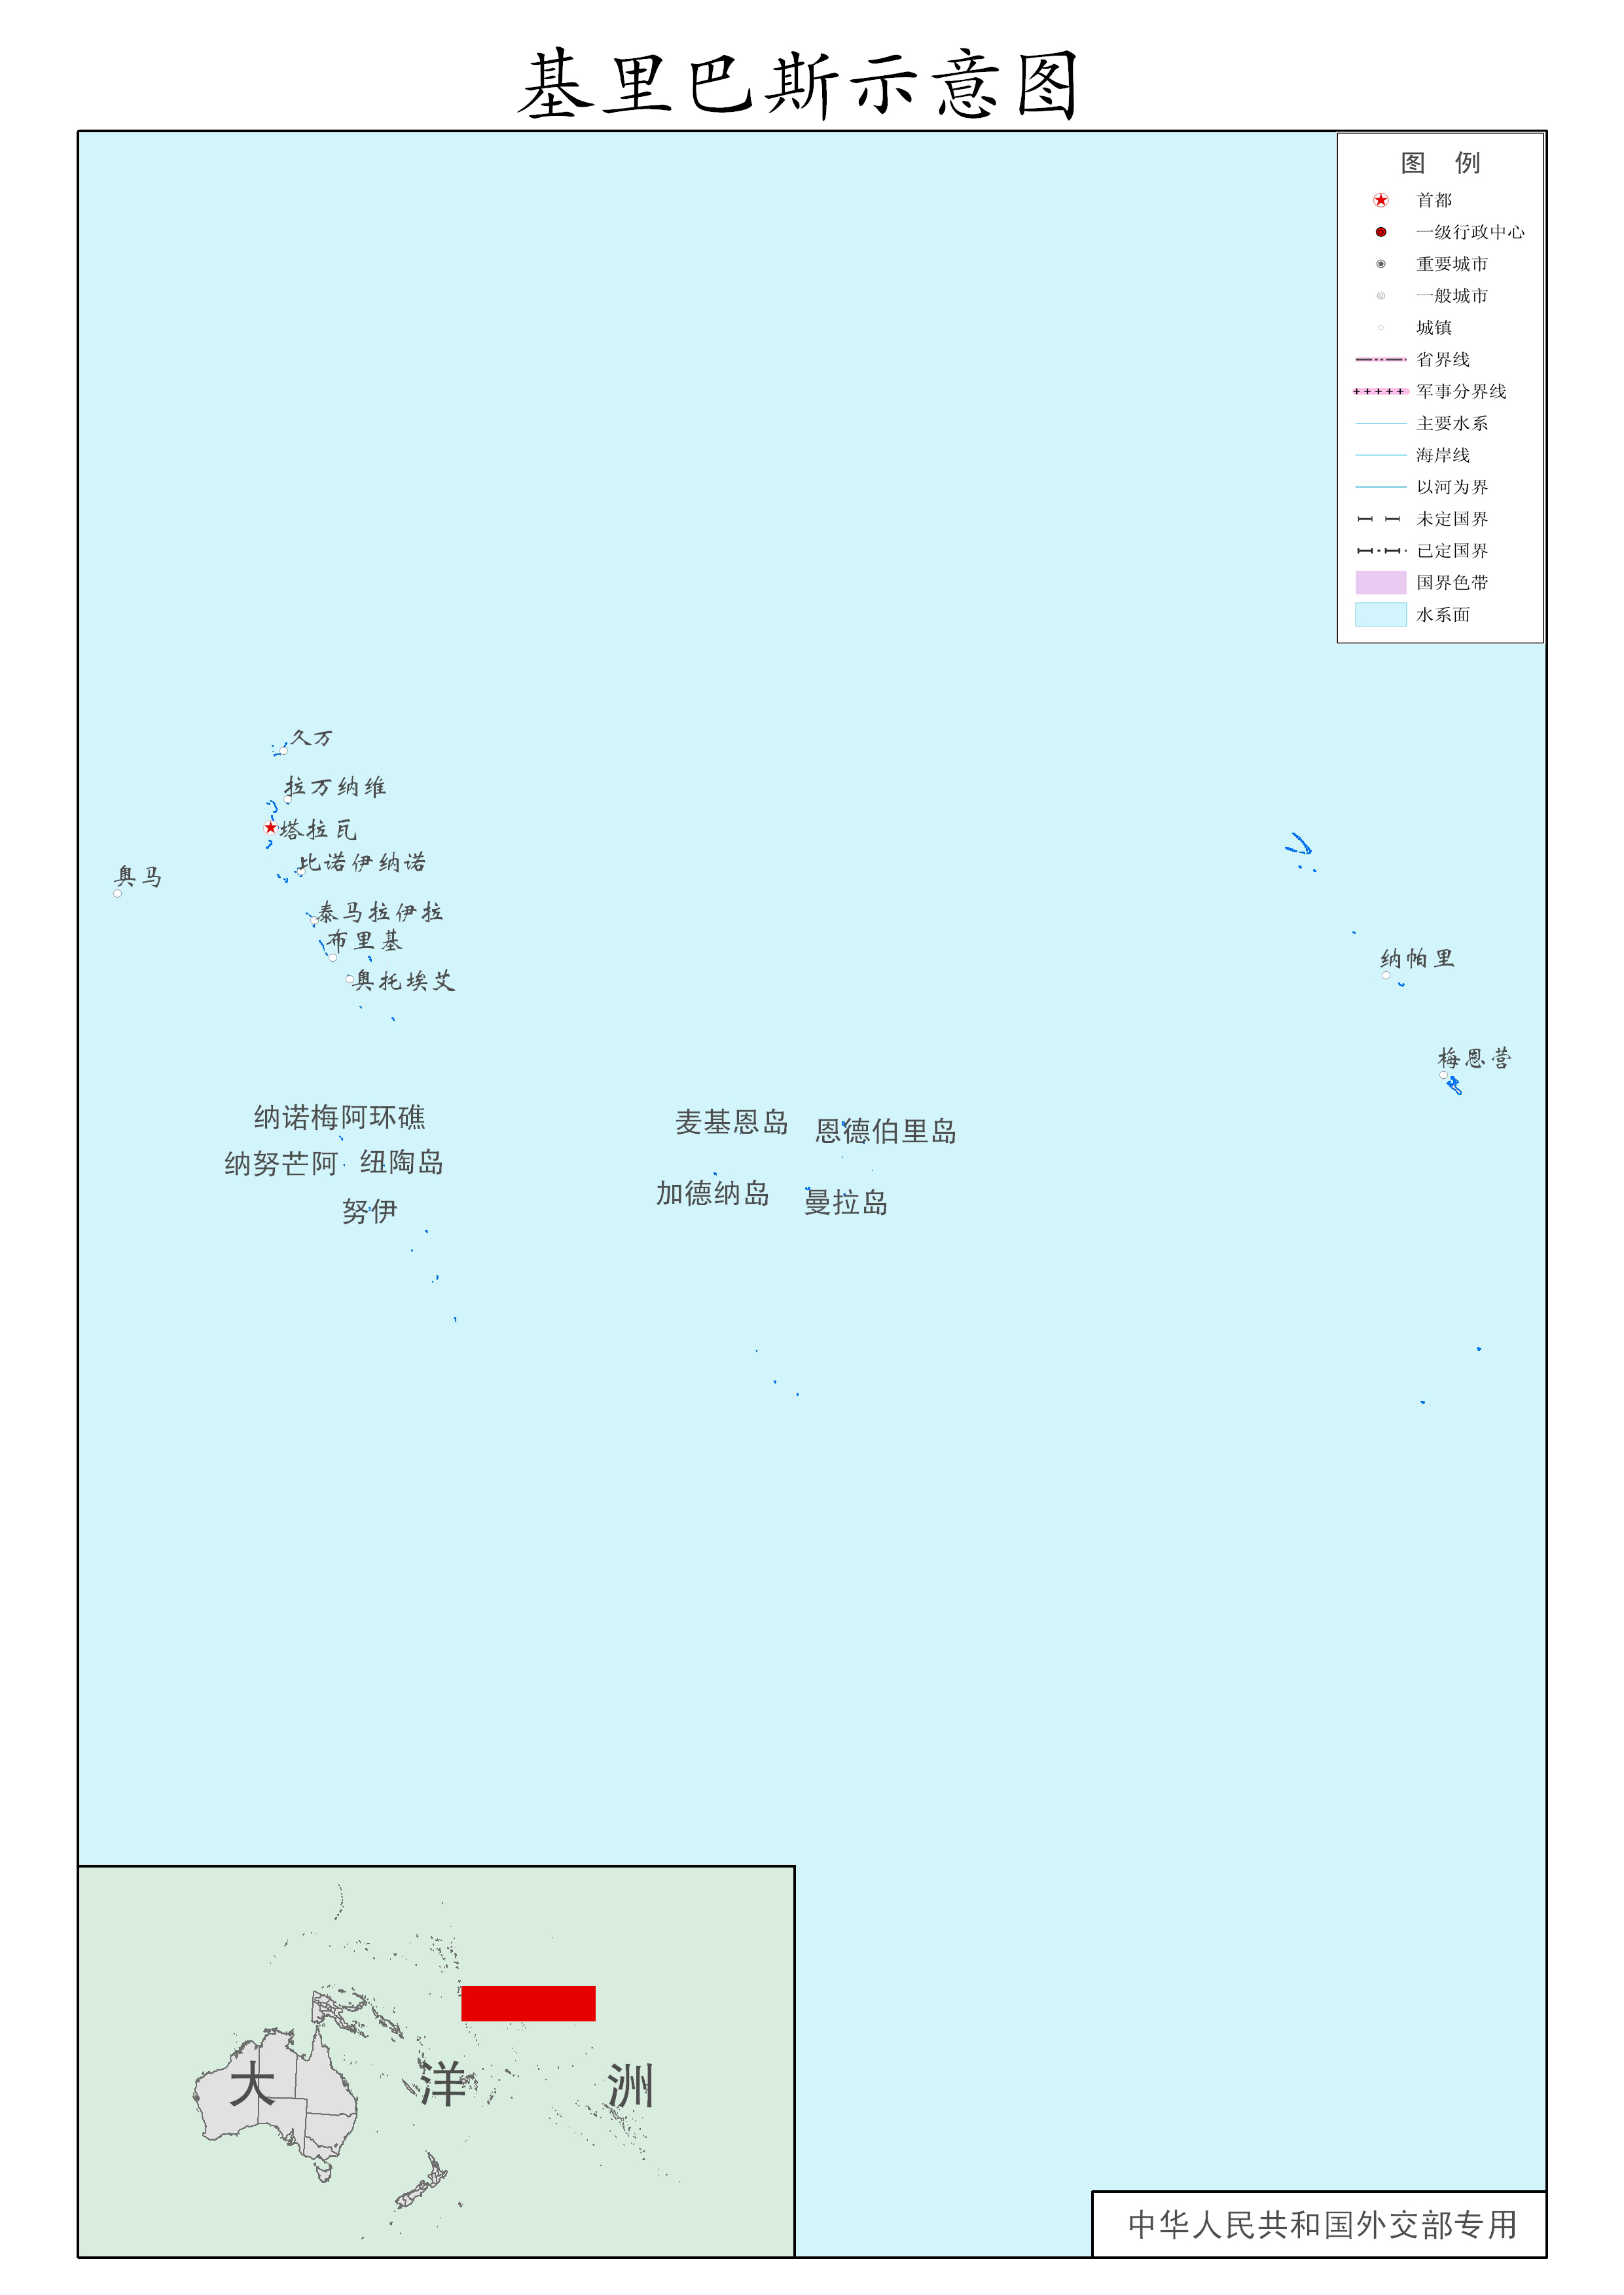 基里巴斯示意图
图 例
首都
一级行政中心
重要城市
一般城市
城镇
省界线
军事分界线
主要水系
海岸线
以河为界
未定国界
已定国界
国界色带
水系面
久万
拉万纳维
塔拉瓦
比诺伊纳诺
奥马
泰马拉伊拉
布里基
奥托埃艾
纳帕里
梅恩营
纳诺梅阿环礁
麦基恩岛
恩德伯里岛
纳努芒阿
纽陶岛
加德纳岛
曼拉岛
努伊
大 洋 洲
中华人民共和国外交部专用